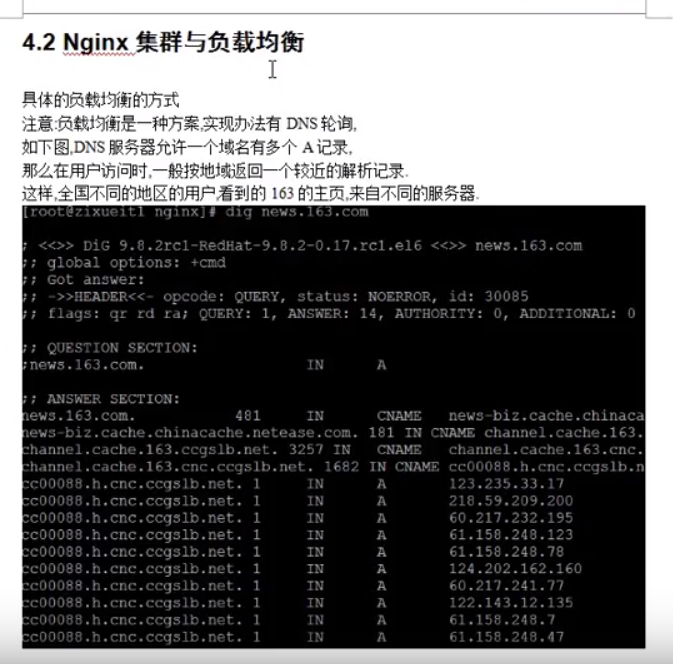 4.2 Nginx 集群与负载均衡
具体的负载均衡的方式
注意:负载均衡是一种方案,实现办法有 DNS 轮询,
如下图,DNS 服务器允许一个域名有多个 A 记录,
那么在用户访问时,一般按地域返回一个较近的解析记录.
这样,全国不同的地区的用户,看到的 163 的主页,来自不同的服务器.
[root@zixueit1 nginx]# dig news.163.com
; <<>> DiG 9.8.2rc1-RedHat-9.8.2-0.17.rc1.el6 <<>> news.163.com
;; global options: +cmd
;; Got answer:
;; ->>HEADER<<- opcode: QUERY, status: NOERROR, id: 30085
;; flags: qr rd ra; QUERY: 1, ANSWER: 14, AUTHORITY: 0, ADDITIONAL: 0
;; QUESTION SECTION:
;news.163.com. IN A
;; ANSWER SECTION:
news.163.com. 481 IN CNAME news-biz.cache.chinaca
news-biz.cache.chinacache.netease.com. 181 IN CNAME channel.cache.163.
channel.cache.163.ccgslb.net. 3257 IN CNAME channel.cache.163.cnc.
channel.cache.163.cnc.ccgslb.net. 1682 IN CNAME cc00088.h.cnc.ccgslb.n
cc00088.h.cnc.ccgslb.net. 1 IN A 123.235.33.17
cc00088.h.cnc.ccgslb.net. 1 IN A 218.59.209.200
cc00088.h.cnc.ccgslb.net. 1 IN A 60.217.232.195
cc00088.h.cnc.ccgslb.net. 1 IN A 61.158.248.123
cc00088.h.cnc.ccgslb.net. 1 IN A 61.158.248.78
cc00088.h.cnc.ccgslb.net. 1 IN A 124.202.162.160
cc00088.h.cnc.ccgslb.net. 1 IN A 60.217.241.77
cc00088.h.cnc.ccgslb.net. 1 IN A 122.143.12.135
cc00088.h.cnc.ccgslb.net. 1 IN A 61.158.248.7
cc00088.h.cnc.ccgslb.net. 1 IN A 61.158.248.47